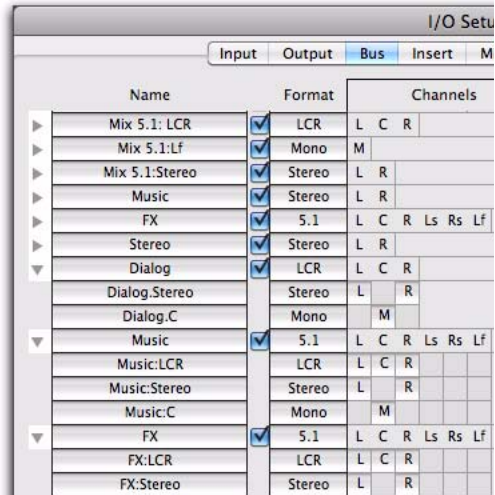 I/O Setu
Input Output Bus Insert M
Name Format Channels
Mix 5.1: LCR LCR L C R
Mix 5.1:Lf Mono M
Mix 5.1:Stereo Stereo L R
Music Stereo L R
FX 5.1 L C R Ls Rs Lf
Stereo Stereo L R
Dialog LCR L C R
Dialog.Stereo Stereo L R
Dialog.C Mono M
Music 5.1 L C R Ls Rs Lf
Music:LCR LCR L C R
Music:Stereo Stereo L R
Music:C Mono M
FX 5.1 L C R Ls Rs Lf
FX:LCR LCR L C R
FX:Stereo Stereo L R